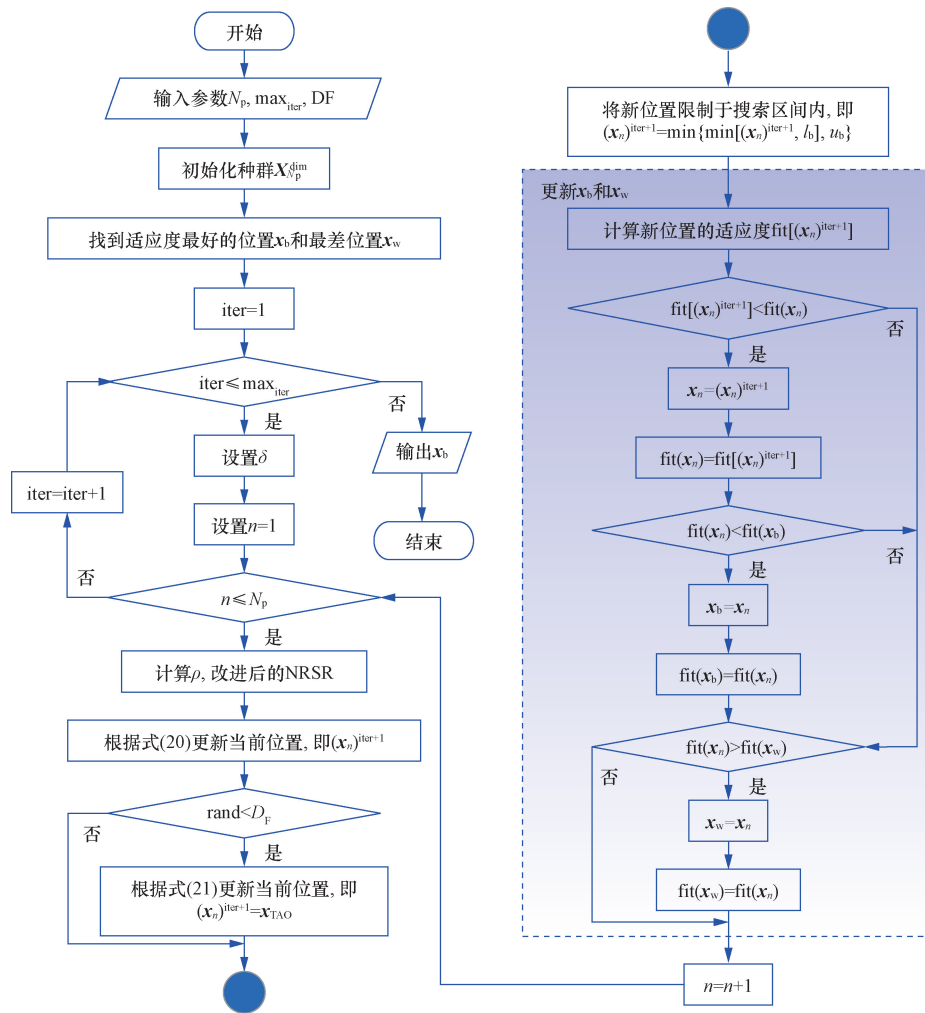 开始
输入参数Np, maxiter, DF
初始化种群XNp^dim
找到适应度最好的位置xb和最差位置xw
iter=1
iter≤maxiter
否
是
设置δ
输出xb
iter=iter+1
设置n=1
结束
否
n≤Np
是
计算ρ, 改进后的NRSR
根据式(20)更新当前位置, 即(xn)^iter+1
rand<DF
否
是
根据式(21)更新当前位置, 即
(xn)^iter+1=xTAO
将新位置限制于搜索区间内, 即
(xn)^iter+1=min{min[(xn)^iter+1, lb], ub}
更新xb和xw
计算新位置的适应度fit[(xn)^iter+1]
fit[(xn)^iter+1]<fit(xn)
否
是
xn=(xn)^iter+1
fit(xn)=fit[(xn)^iter+1]
fit(xn)<fit(xb)
否
是
xb=xn
fit(xb)=fit(xn)
fit(xn)>fit(xw)
否
是
xw=xn
fit(xw)=fit(xn)
n=n+1